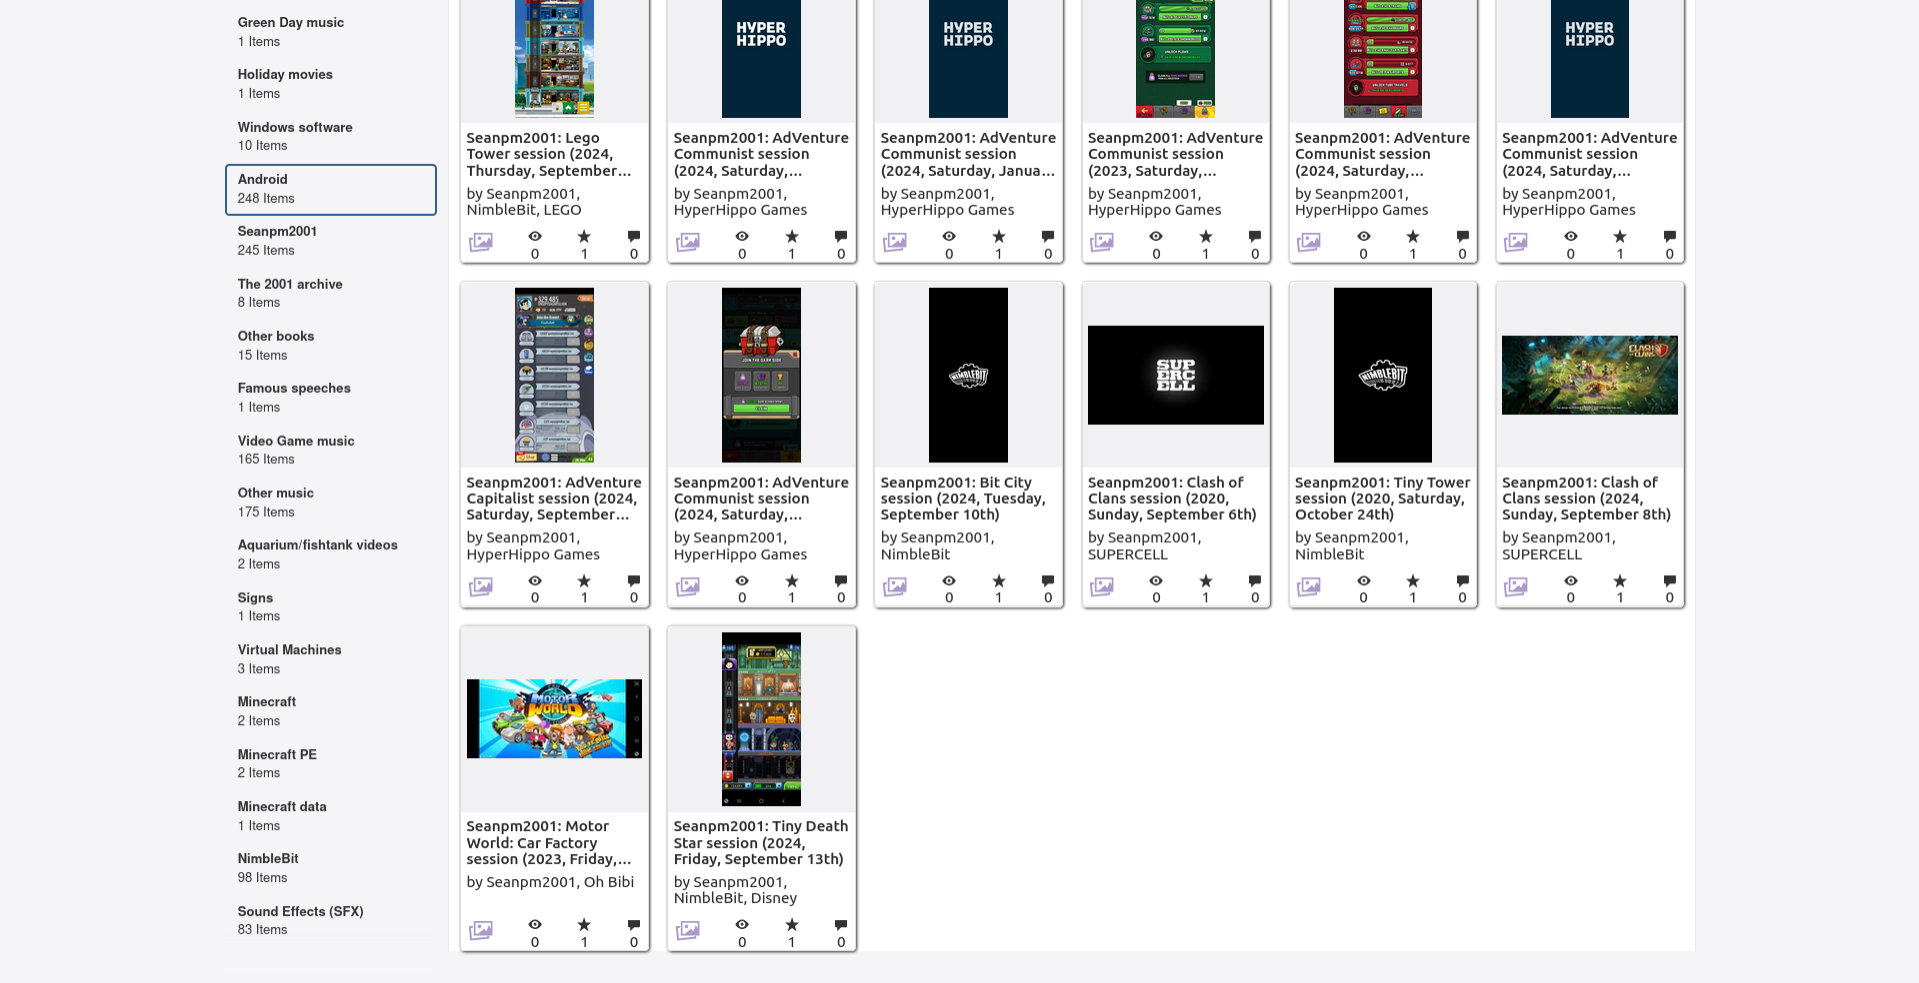 Green Day music
1 Items
Holiday movies
1 Items
Windows software
10 Items
Android
248 Items
Seanpm2001
245 Items
The 2001 archive
8 Items
Other books
15 Items
Famous speeches
1 Items
Video Game music
165 Items
Other music
175 Items
Aquarium/fishtank videos
2 Items
Signs
1 Items
Virtual Machines
3 Items
Minecraft
2 Items
Minecraft PE
2 Items
Minecraft data
1 Items
NimbleBit
98 Items
Sound Effects (SFX)
83 Items
Seanpm2001: Lego
Tower session (2024,
Thursday, September...
by Seanpm2001,
NimbleBit, LEGO
0 1 0
HYPER
HIPPO
Seanpm2001: AdVenture
Communist session
(2024, Saturday,...
by Seanpm2001,
HyperHippo Games
0 1 0
HYPER
HIPPO
Seanpm2001: AdVenture
Communist session
(2024, Saturday, Janua...
by Seanpm2001,
HyperHippo Games
0 1 0
Seanpm2001: AdVenture
Communist session
(2023, Saturday,...
by Seanpm2001,
HyperHippo Games
0 1 0
Seanpm2001: AdVenture
Communist session
(2024, Saturday,...
by Seanpm2001,
HyperHippo Games
0 1 0
HYPER
HIPPO
Seanpm2001: AdVenture
Communist session
(2024, Saturday,...
by Seanpm2001,
HyperHippo Games
0 1 0
329.485
Seanpm2001: AdVenture
Capitalist session (2024,
Saturday, September...
by Seanpm2001,
HyperHippo Games
0 1 0
JOIN THE DARK SIDE
Seanpm2001: AdVenture
Communist session
(2024, Saturday,...
by Seanpm2001,
HyperHippo Games
0 1 0
NIMBLEBIT
Seanpm2001: Bit City
session (2024, Tuesday,
September 10th)
by Seanpm2001,
NimbleBit
0 1 0
SUP
ERC
ELL
Seanpm2001: Clash of
Clans session (2020,
Sunday, September 6th)
by Seanpm2001,
SUPERCELL
0 1 0
NIMBLEBIT
Seanpm2001: Tiny Tower
session (2020, Saturday,
October 24th)
by Seanpm2001,
NimbleBit
0 1 0
CLASH
OF CLANS
Seanpm2001: Clash of
Clans session (2024,
Sunday, September 8th)
by Seanpm2001,
SUPERCELL
0 1 0
MOTOR
WORLD
Seanpm2001: Motor
World: Car Factory
session (2023, Friday,...
by Seanpm2001, Oh Bibi
0 1 0
Seanpm2001: Tiny Death
Star session (2024,
Friday, September 13th)
by Seanpm2001,
NimbleBit, Disney
0 1 0